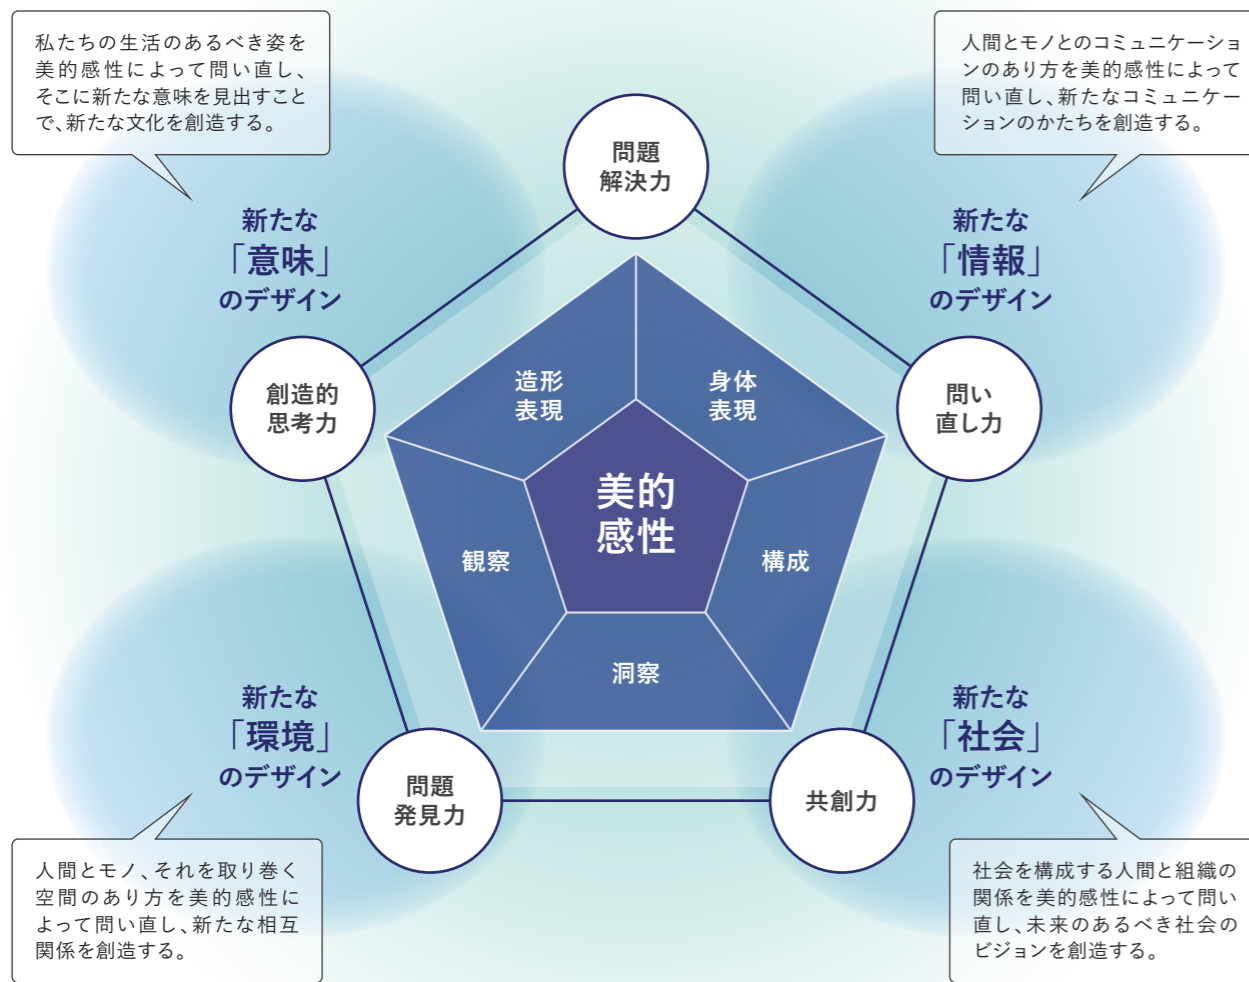 私たちの生活のあるべき姿を
美的感性によって問い直し、
そこに新たな意味を見出すこと
で、新たな文化を創造する。
人間とモノとのコミュニケーショ
ンのあり方を美的感性によって
問い直し、新たなコミュニケー
ションのかたちを創造する。
問題
解決力
新たな
「意味」
のデザイン
新たな
「情報」
のデザイン
創造的
思考力
造形
表現
身体
表現
問い
直し力
美的
感性
観察
構成
洞察
新たな
「環境」
のデザイン
新たな
「社会」
のデザイン
問題
発見力
共創力
人間とモノ、それを取り巻く
空間のあり方を美的感性に
よって問い直し、新たな相互
関係を創造する。
社会を構成する人間と組織の
関係を美的感性によって問い
直し、未来のあるべき社会の
ビジョンを創造する。